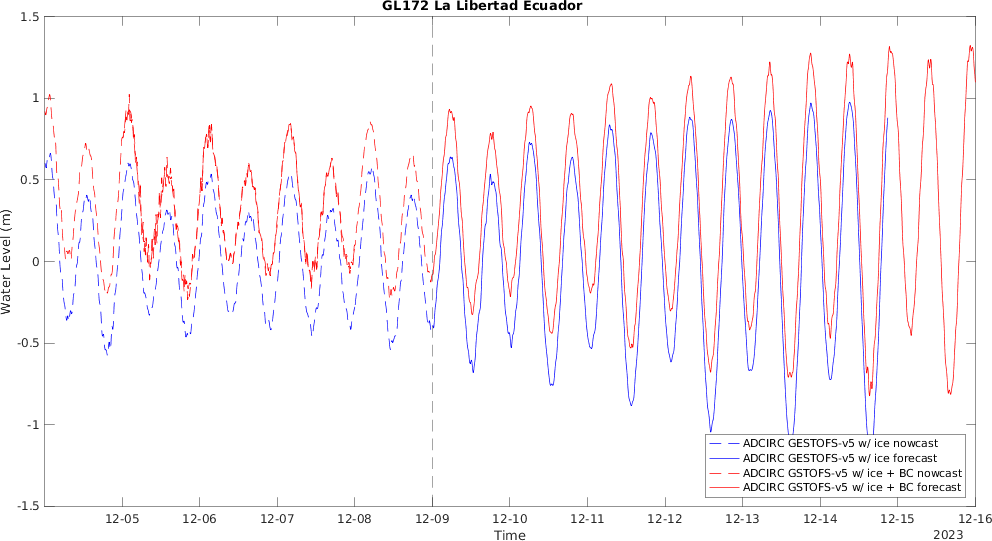 GL172 La Libertad Ecuador
1.5
1
0.5
0
-0.5
-1
-1.5
Water Level (m)
ADCIRC GESTOFS-v5 w/ ice nowcast
ADCIRC GESTOFS-v5 w/ ice forecast
ADCIRC GSTOFS-v5 w/ ice + BC nowcast
ADCIRC GSTOFS-v5 w/ ice + BC forecast
12-05 12-06 12-07 12-08 12-09 12-10 12-11 12-12 12-13 12-14 12-15 12-16
Time
2023